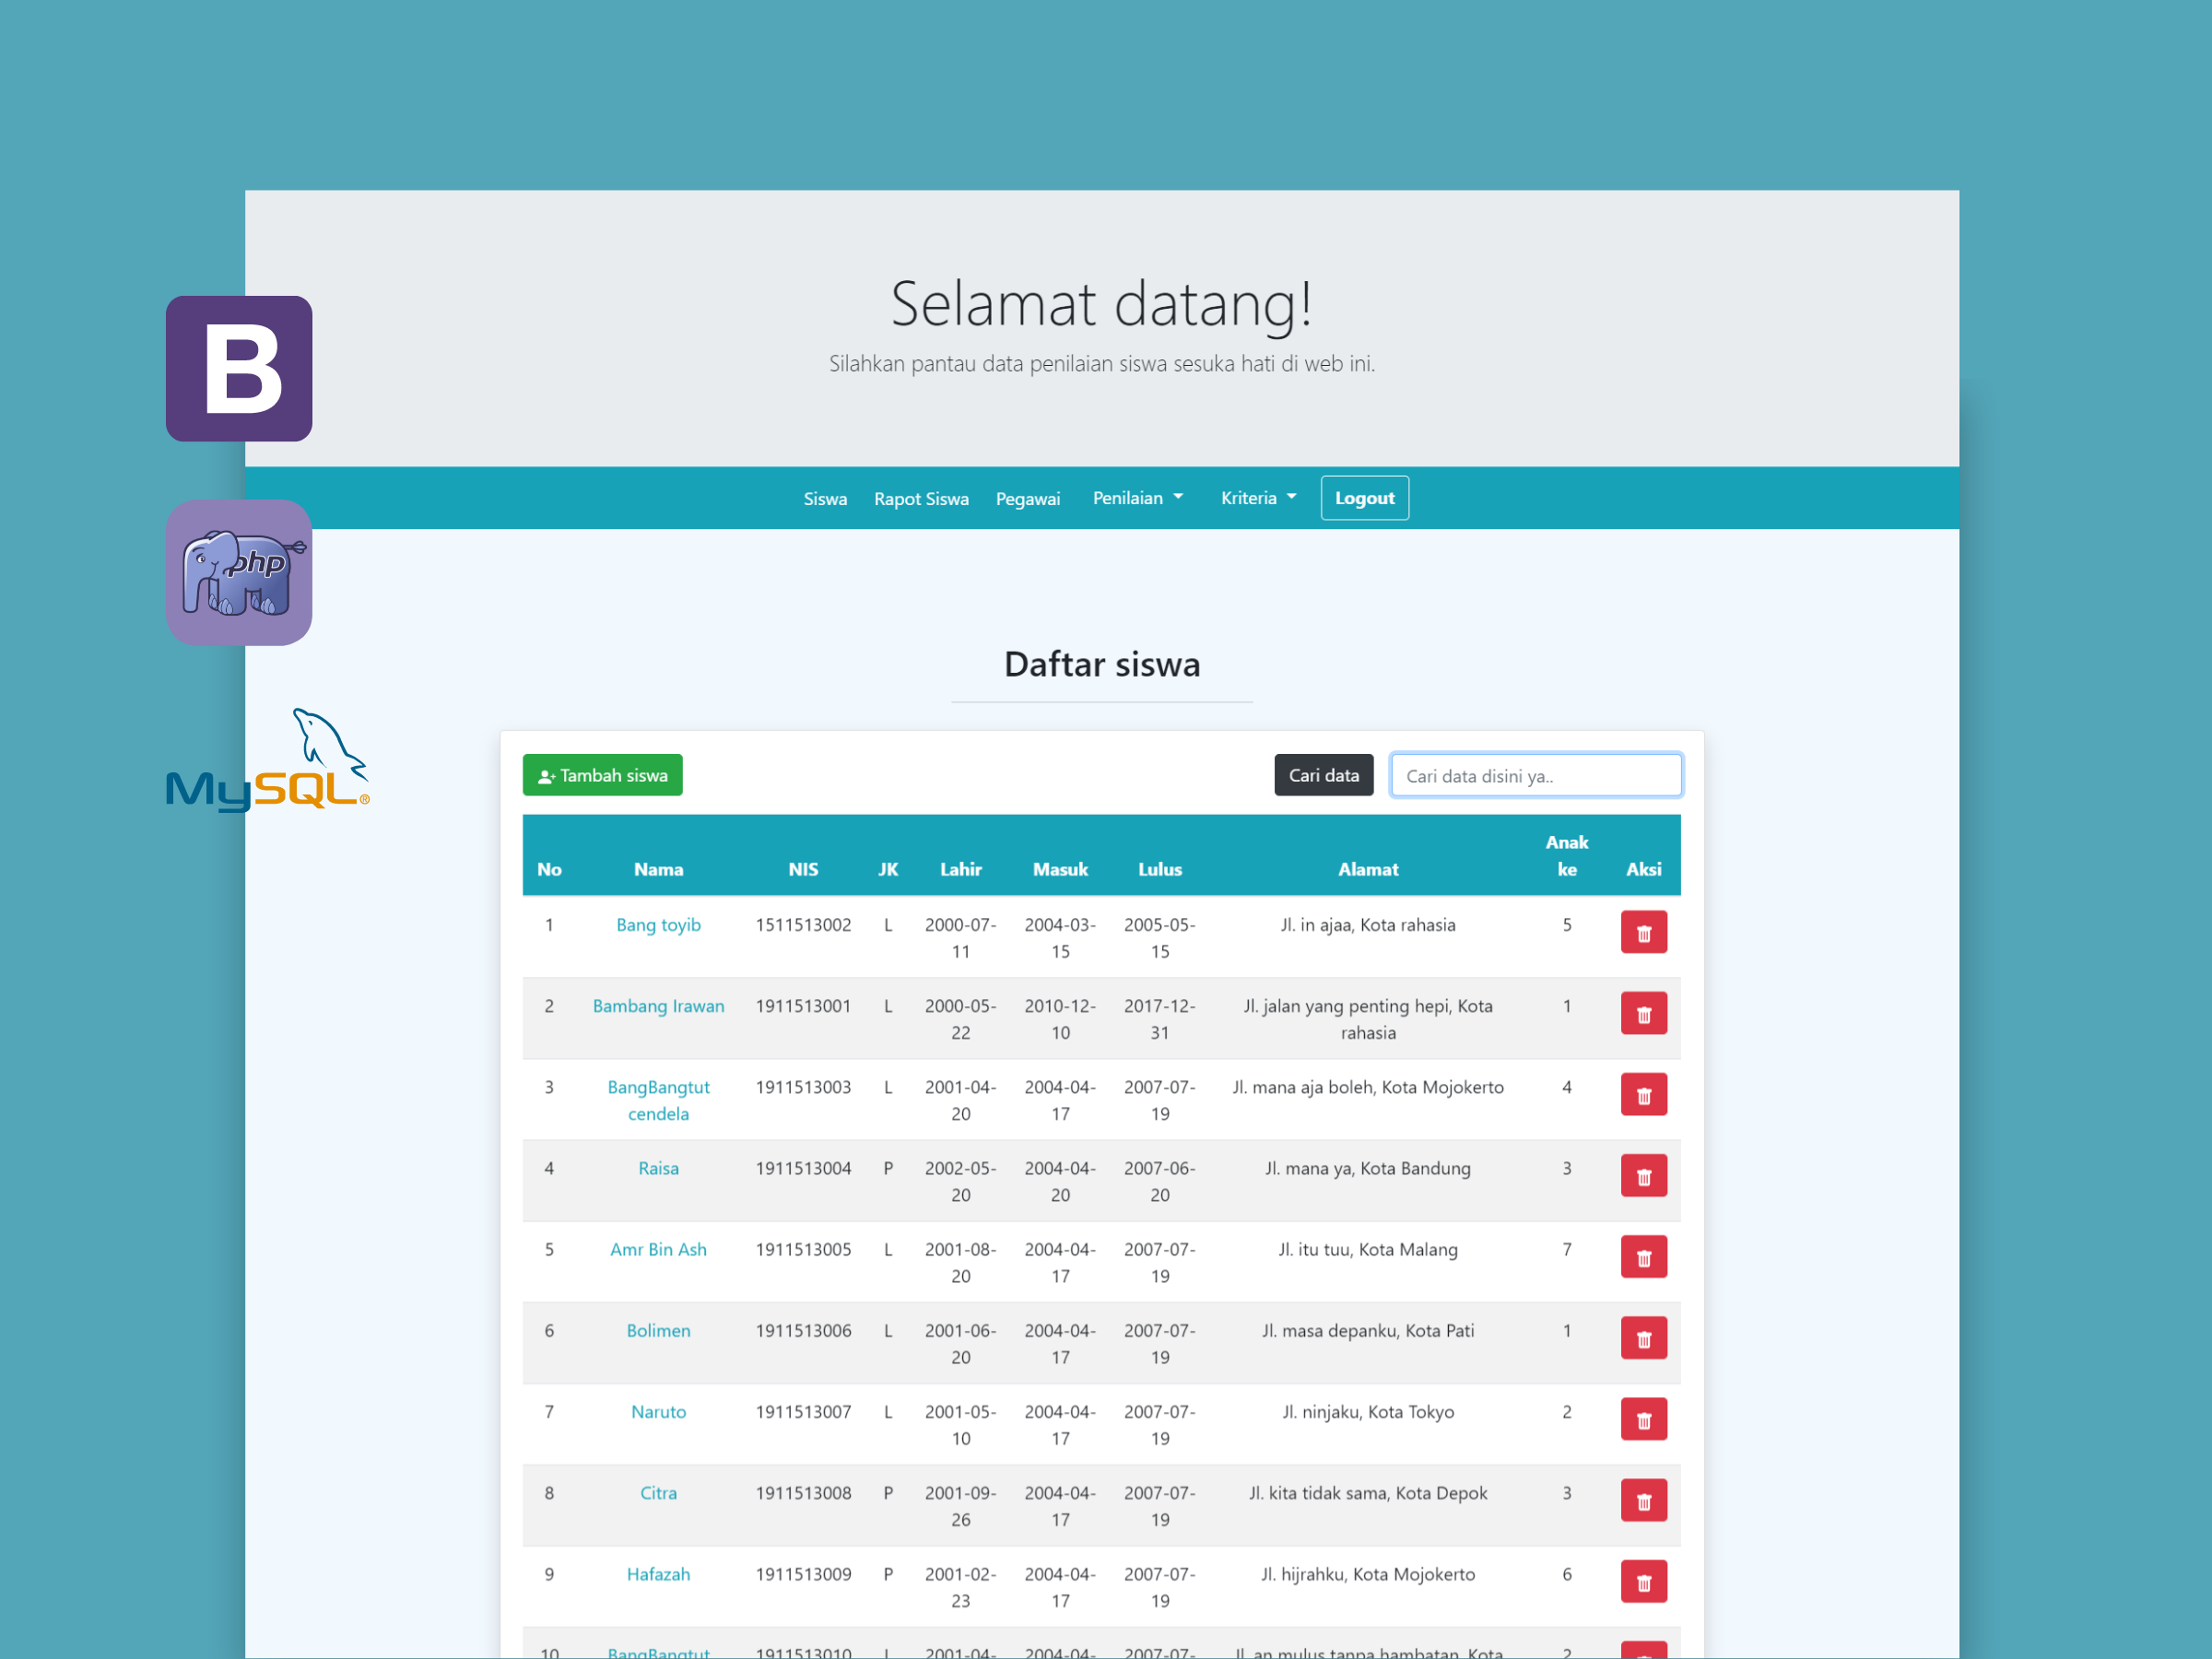 Selamat datang!
Silahkan pantau data penilaian siswa sesuka hati di web ini.
B
Siswa Rapot Siswa Pegawai Penilaian Kriteria Logout
php
Daftar siswa
MySQL®
Tambah siswa Cari data Cari data disini ya..
No Nama NIS JK Lahir Masuk Lulus Alamat Anak ke Aksi
1 Bang toyib 1511513002 L 2000-07- 2004-03- 2005-05- Jl. in ajaa, Kota rahasia 5
11 15 15
2 Bambang Irawan 1911513001 L 2000-05- 2010-12- 2017-12- Jl. jalan yang penting hepi, Kota 1
22 10 31 rahasia
3 BangBangtut 1911513003 L 2001-04- 2004-04- 2007-07- Jl. mana aja boleh, Kota Mojokerto 4
cendela 20 17 19
4 Raisa 1911513004 P 2002-05- 2004-04- 2007-06- Jl. mana ya, Kota Bandung 3
20 20 20
5 Amr Bin Ash 1911513005 L 2001-08- 2004-04- 2007-07- Jl. itu tuu, Kota Malang 7
20 17 19
6 Bolimen 1911513006 L 2001-06- 2004-04- 2007-07- Jl. masa depanku, Kota Pati 1
20 17 19
7 Naruto 1911513007 L 2001-05- 2004-04- 2007-07- Jl. ninjaku, Kota Tokyo 2
10 17 19
8 Citra 1911513008 P 2001-09- 2004-04- 2007-07- Jl. kita tidak sama, Kota Depok 3
26 17 19
9 Hafazah 1911513009 P 2001-02- 2004-04- 2007-07- Jl. hijrahku, Kota Mojokerto 6
23 17 19
10 BangBangtut 1911513010 L 2001-04- 2004-04- 2007-07- Jl. an mulus tanpa hambatan, Kota 2